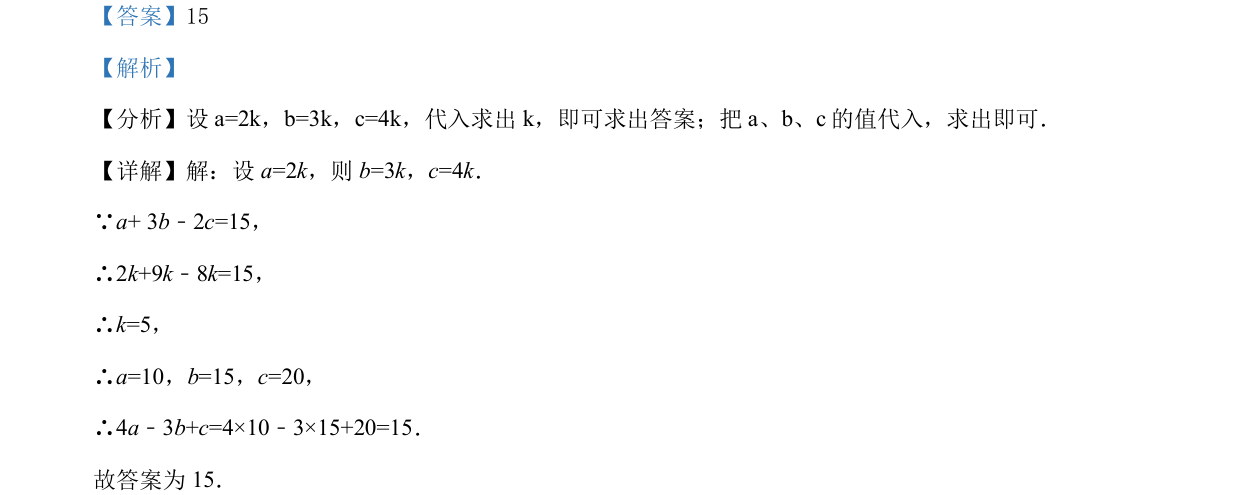 【答案】15
【解析】
【分析】设 a=2k，b=3k，c=4k，代入求出 k，即可求出答案；把 a、b、c 的值代入，求出即可．
【详解】解：设 a=2k，则 b=3k，c=4k．
∵a+ 3b﹣2c=15，
∴2k+9k﹣8k=15，
∴k=5，
∴a=10，b=15，c=20，
∴4a﹣3b+c=4×10﹣3×15+20=15．
故答案为 15．